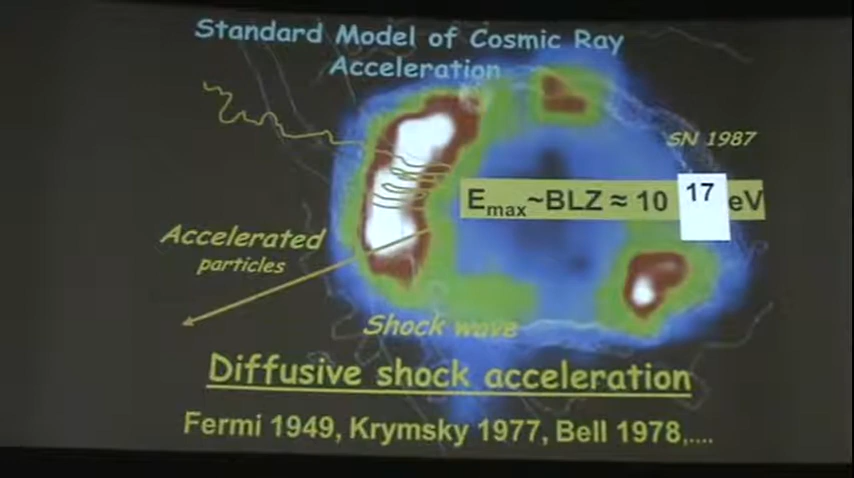 Standard Model of Cosmic Ray
Acceleration
SN 1987
Emax~BLZ ≈ 10 17 eV
Accelerated
particles
Shock wave
Diffusive shock acceleration
Fermi 1949, Krymsky 1977, Bell 1978,....